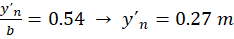 y′ₙ/b = 0.54 → y′ₙ = 0.27 m